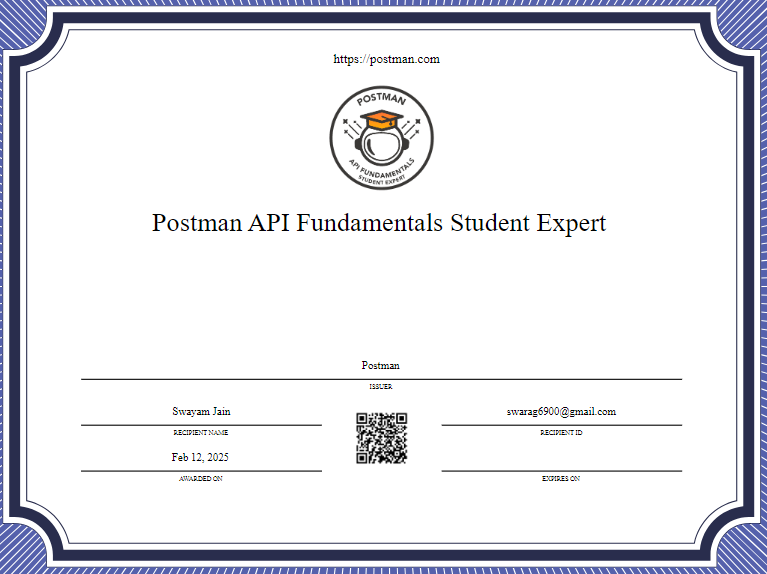 https://postman.com
POSTMAN
API FUNDAMENTALS
STUDENT EXPERT
Postman API Fundamentals Student Expert
Postman
ISSUER
Swayam Jain
swarag6900@gmail.com
RECIPIENT NAME
RECIPIENT ID
Feb 12, 2025
AWARDED ON
EXPIRES ON